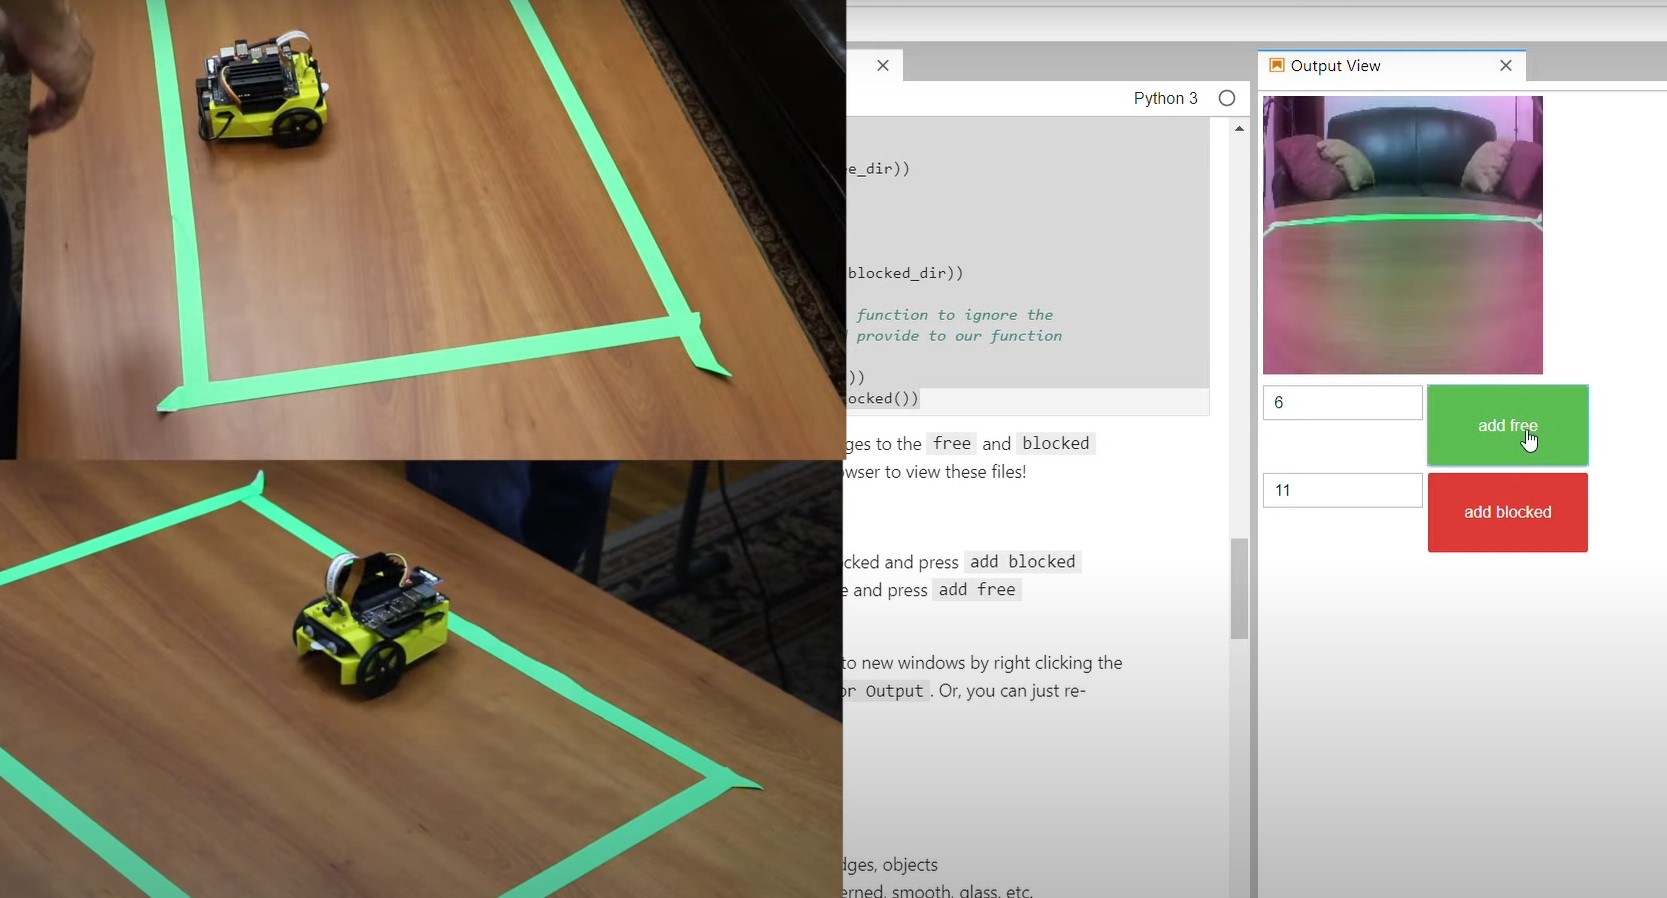 Output View
Python 3
e_dir))
blocked_dir))
function to ignore the
provide to our function
))
ocked())
ges to the free and blocked
wser to view these files!
cked and press add blocked
e and press add free
to new windows by right clicking the
or Output. Or, you can just re-
dges, objects
erned, smooth, glass, etc.
6
add free
11
add blocked